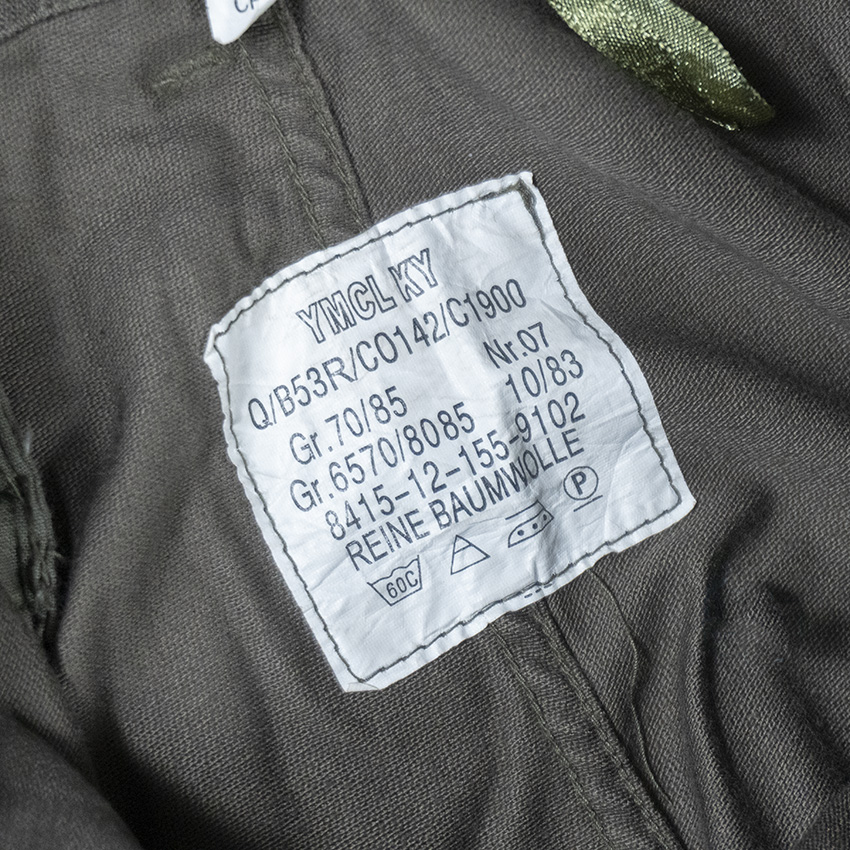 YMCL KY
Q/B53R/CO142/C1900
Gr.70/85 Nr.07
Gr.6570/8085 10/83
8415-12-155-9102
REINE BAUMWOLLE
60C P